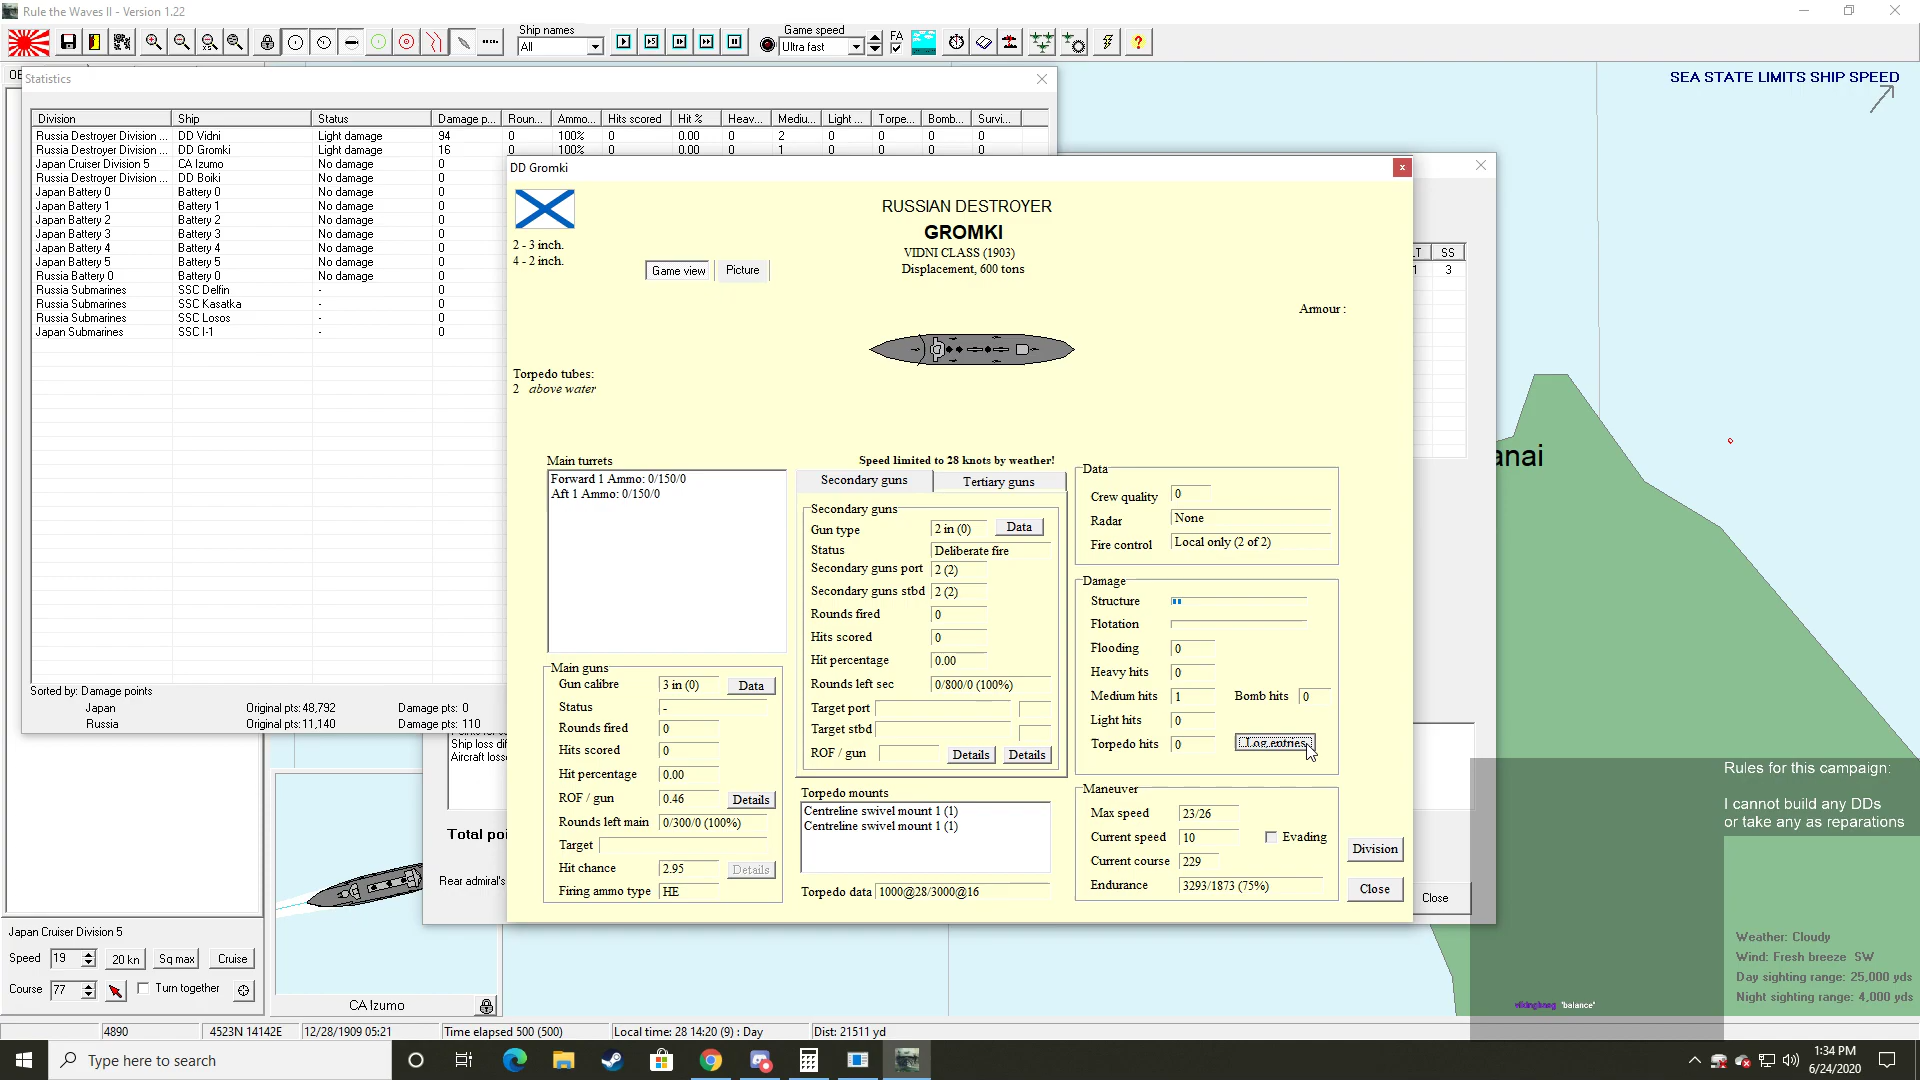 Rule the Waves II - Version 1.22
Ship names
All
Game speed
Ultra fast
FA
SEA STATE LIMITS SHIP SPEED
Statistics
Division Ship Status Damage p... Roun... Ammo... Hits scored Hit % Heav... Mediu... Light ... Torpe... Bomb... Survi...
Russia Destroyer Division ... DD Vidni Light damage 94 0 100% 0 0.00 0 2 0 0 0 0
Russia Destroyer Division ... DD Gromki Light damage 16 0 100% 0 0.00 0 1 0 0 0 0
Japan Cruiser Division 5 CA Izumo No damage 0
Russia Destroyer Division ... DD Boiki No damage 0
Japan Battery 0 Battery 0 No damage 0
Japan Battery 1 Battery 1 No damage 0
Japan Battery 2 Battery 2 No damage 0
Japan Battery 3 Battery 3 No damage 0
Japan Battery 4 Battery 4 No damage 0
Japan Battery 5 Battery 5 No damage 0
Russia Battery 0 Battery 0 No damage 0
Russia Submarines SSC Delfin - 0
Russia Submarines SSC Kasatka - 0
Russia Submarines SSC Losos - 0
Japan Submarines SSC I-1 - 0
Sorted by: Damage points
Japan Original pts: 48,792 Damage pts: 0
Russia Original pts: 11,140 Damage pts: 110
DD Gromki
RUSSIAN DESTROYER
GROMKI
VIDNI CLASS (1903)
Displacement, 600 tons
2 - 3 inch.
4 - 2 inch.
Game view
Picture
Armour :
Torpedo tubes:
2 above water
Main turrets
Forward 1 Ammo: 0/150/0
Aft 1 Ammo: 0/150/0
Speed limited to 28 knots by weather!
Secondary guns
Tertiary guns
Secondary guns
Gun type 2 in (0) Data
Status Deliberate fire
Secondary guns port 2 (2)
Secondary guns stbd 2 (2)
Rounds fired 0
Hits scored 0
Hit percentage 0.00
Rounds left sec 0/800/0 (100%)
Target port
Target stbd
ROF / gun Details Details
Main guns
Gun calibre 3 in (0) Data
Status -
Rounds fired 0
Hits scored 0
Hit percentage 0.00
ROF / gun 0.46 Details
Rounds left main 0/300/0 (100%)
Target
Hit chance 2.95 Details
Firing ammo type HE
Torpedo mounts
Centreline swivel mount 1 (1)
Centreline swivel mount 1 (1)
Torpedo data 1000@28/3000@16
Data
Crew quality 0
Radar None
Fire control Local only (2 of 2)
Damage
Structure
Flotation
Flooding 0
Heavy hits 0
Medium hits 1 Bomb hits 0
Light hits 0
Torpedo hits 0 Log entries
Maneuver
Max speed 23/26
Current speed 10 Evading
Current course 229
Endurance 3293/1873 (75%)
Division
Close
SS
1 3
anai
Ship loss dif
Aircraft loss
Total poi
Rear admiral's
Close
Japan Cruiser Division 5
Speed 19 20 kn Sq max Cruise
Course 77 Turn together
CA Izumo
Rules for this campaign:
I cannot build any DDs
or take any as reparations
Weather: Cloudy
Wind: Fresh breeze SW
Day sighting range: 25,000 yds
Night sighting range: 4,000 yds
"balance"
4890 4523N 14142E 12/28/1909 05:21 Time elapsed 500 (500) Local time: 28 14:20 (9) : Day Dist: 21511 yd
Type here to search
1:34 PM
6/24/2020